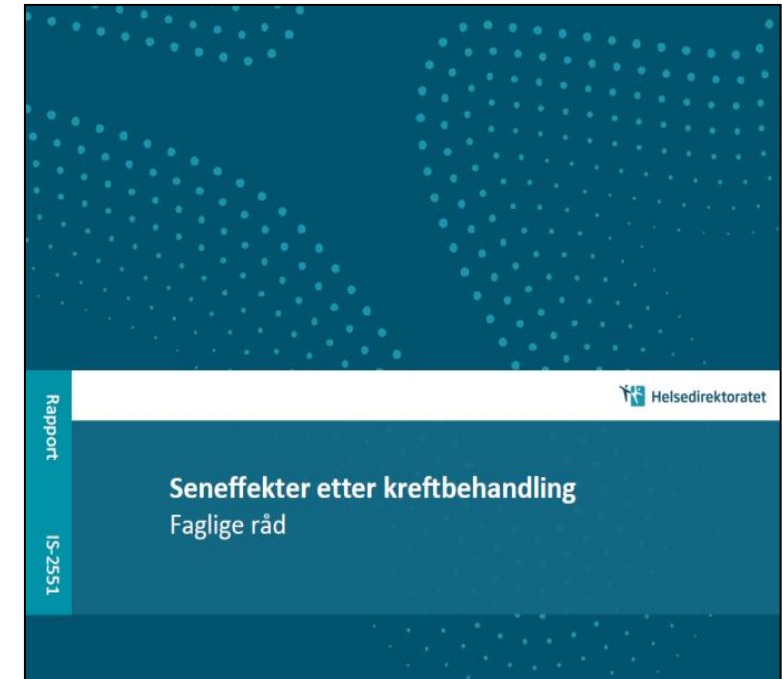 Helsedirektoratet
Rapport
IS-2551
Seneffekter etter kreftbehandling
Faglige råd